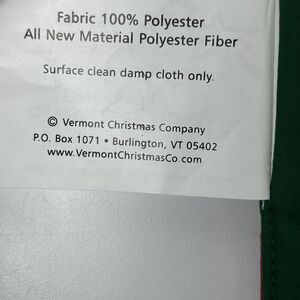 Fabric 100% Polyester
All New Material Polyester Fiber
Surface clean damp cloth only.
© Vermont Christmas Company
P.O. Box 1071 • Burlington, VT 05402
www.VermontChristmasCo.com